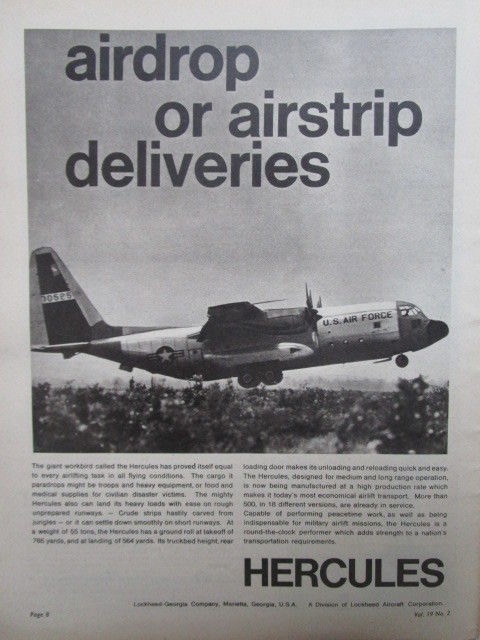 airdrop
or airstrip
deliveries
00525
U.S. AIR FORCE
The giant workbird called the Hercules has proved itself equal
to every airlifting task in all flying conditions. The cargo it
paradrops might be troops and heavy equipment, or food and
medical supplies for civilian disaster victims. The mighty
Hercules also can land its heavy loads with ease on rough
unprepared runways. – Crude strips hastily carved from
jungles – or it can settle down smoothly on short runways. At
a weight of 55 tons, the Hercules has a ground roll at takeoff of
765 yards, and at landing of 564 yards. Its truckbed height, rear
loading door makes its unloading and reloading quick and easy.
The Hercules, designed for medium and long range operation,
is now being manufactured at a high production rate which
makes it today's most economical airlift transport. More than
500, in 18 different versions, are already in service.
Capable of performing peacetime work, as well as being
indispensable for military airlift missions, the Hercules is a
round-the-clock performer which adds strength to a nation's
transportation requirements.
HERCULES
Lockheed-Georgia Company, Marietta, Georgia, U.S.A. A Division of Lockheed Aircraft Corporation.
Page 8
Vol. 19 No. 2